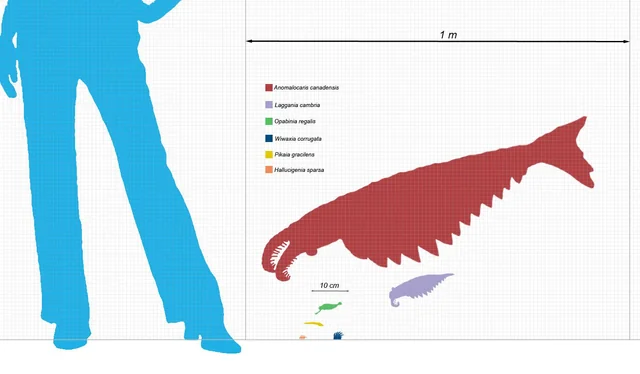 1 m
Anomalocaris canadensis
Laggania cambria
Opabinia regalis
Wiwaxia corrugata
Pikaia gracilens
Hallucigenia sparsa
10 cm